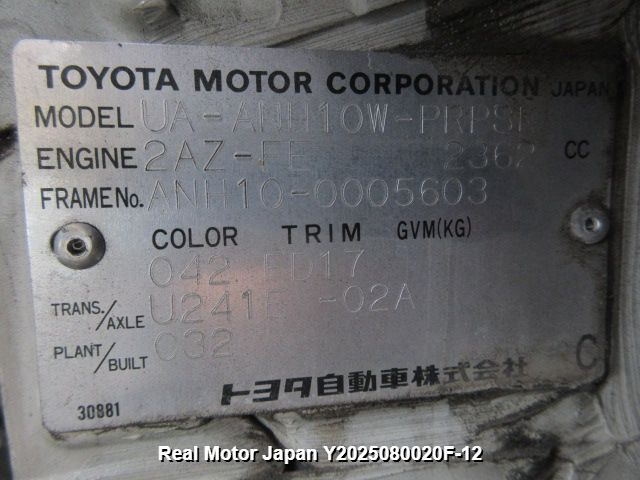 TOYOTA MOTOR CORPORATION JAPAN
MODEL UA-ANH10W-PRPSK
ENGINE 2AZ-FE 2362 CC
FRAME No. ANH10-0005603
COLOR TRIM GVM(KG)
042 FD17
TRANS./AXLE U241E -02A
PLANT/BUILT C32
C
トヨタ自動車株式会社
30981
Real Motor Japan Y2025080020F-12